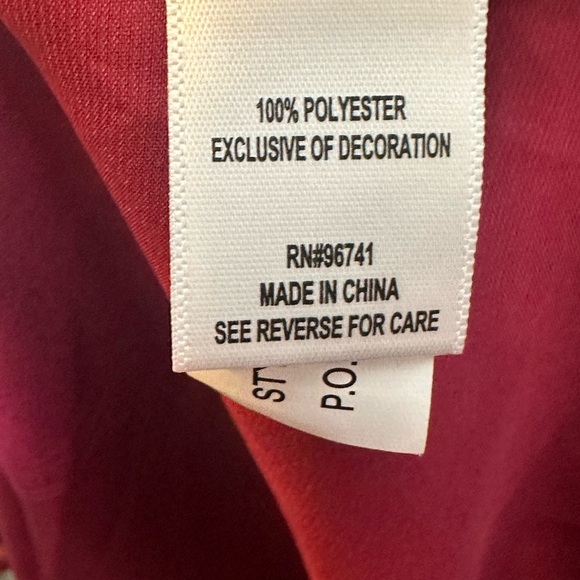 100% POLYESTER
EXCLUSIVE OF DECORATION
RN#96741
MADE IN CHINA
SEE REVERSE FOR CARE
P.O.